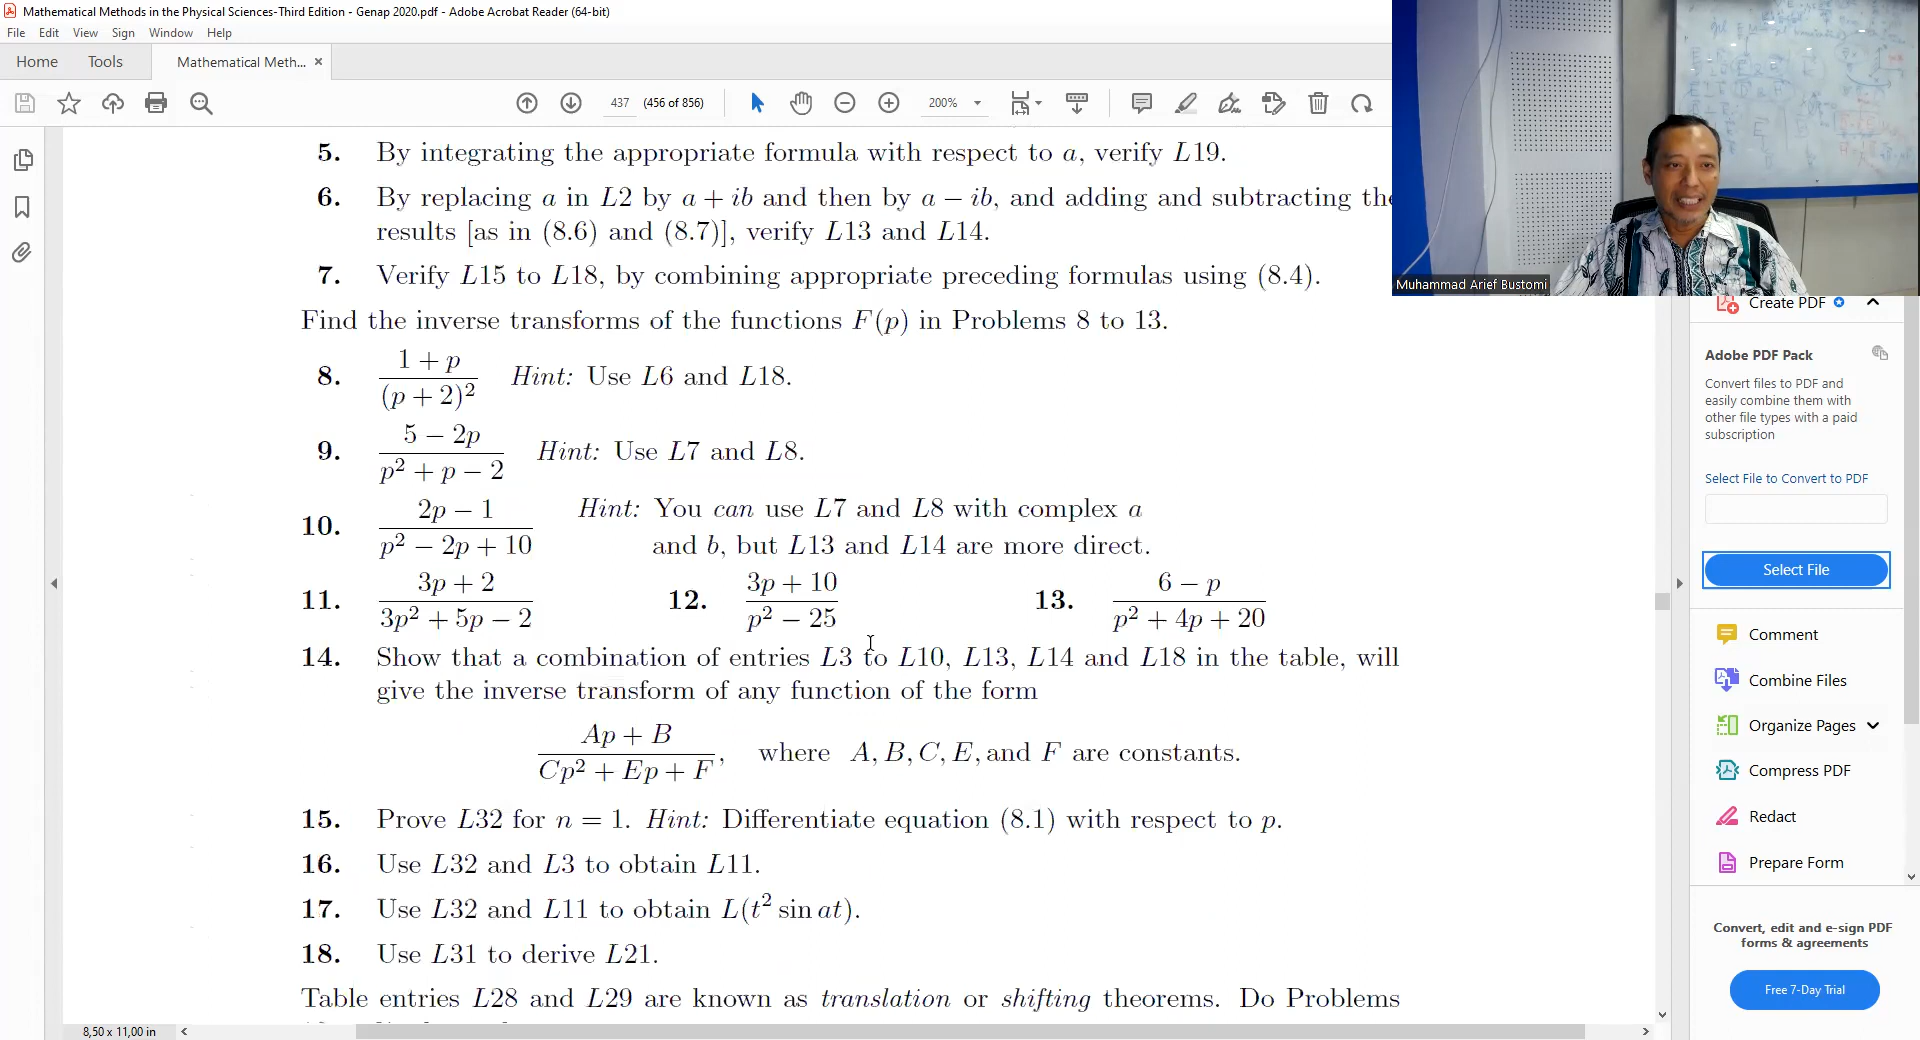 Mathematical Methods in the Physical Sciences-Third Edition - Genap 2020.pdf - Adobe Acrobat Reader (64-bit)
File Edit View Sign Window Help
Home Tools Mathematical Meth... ×
437 (456 of 856) 200%
5. By integrating the appropriate formula with respect to a, verify L19.
6. By replacing a in L2 by a + ib and then by a − ib, and adding and subtracting the
results [as in (8.6) and (8.7)], verify L13 and L14.
7. Verify L15 to L18, by combining appropriate preceding formulas using (8.4).
Find the inverse transforms of the functions F(p) in Problems 8 to 13.
8. (1 + p)/(p + 2)² Hint: Use L6 and L18.
9. (5 − 2p)/(p² + p − 2) Hint: Use L7 and L8.
10. (2p − 1)/(p² − 2p + 10) Hint: You can use L7 and L8 with complex a
and b, but L13 and L14 are more direct.
11. (3p + 2)/(3p² + 5p − 2) 12. (3p + 10)/(p² − 25) 13. (6 − p)/(p² + 4p + 20)
14. Show that a combination of entries L3 to L10, L13, L14 and L18 in the table, will
give the inverse transform of any function of the form
(Ap + B)/(Cp² + Ep + F), where A, B, C, E, and F are constants.
15. Prove L32 for n = 1. Hint: Differentiate equation (8.1) with respect to p.
16. Use L32 and L3 to obtain L11.
17. Use L32 and L11 to obtain L(t² sin at).
18. Use L31 to derive L21.
Table entries L28 and L29 are known as translation or shifting theorems. Do Problems
8,50 x 11,00 in
Muhammad Arief Bustomi
Create PDF
Adobe PDF Pack
Convert files to PDF and
easily combine them with
other file types with a paid
subscription
Select File to Convert to PDF
Select File
Comment
Combine Files
Organize Pages
Compress PDF
Redact
Prepare Form
Convert, edit and e-sign PDF
forms & agreements
Free 7-Day Trial